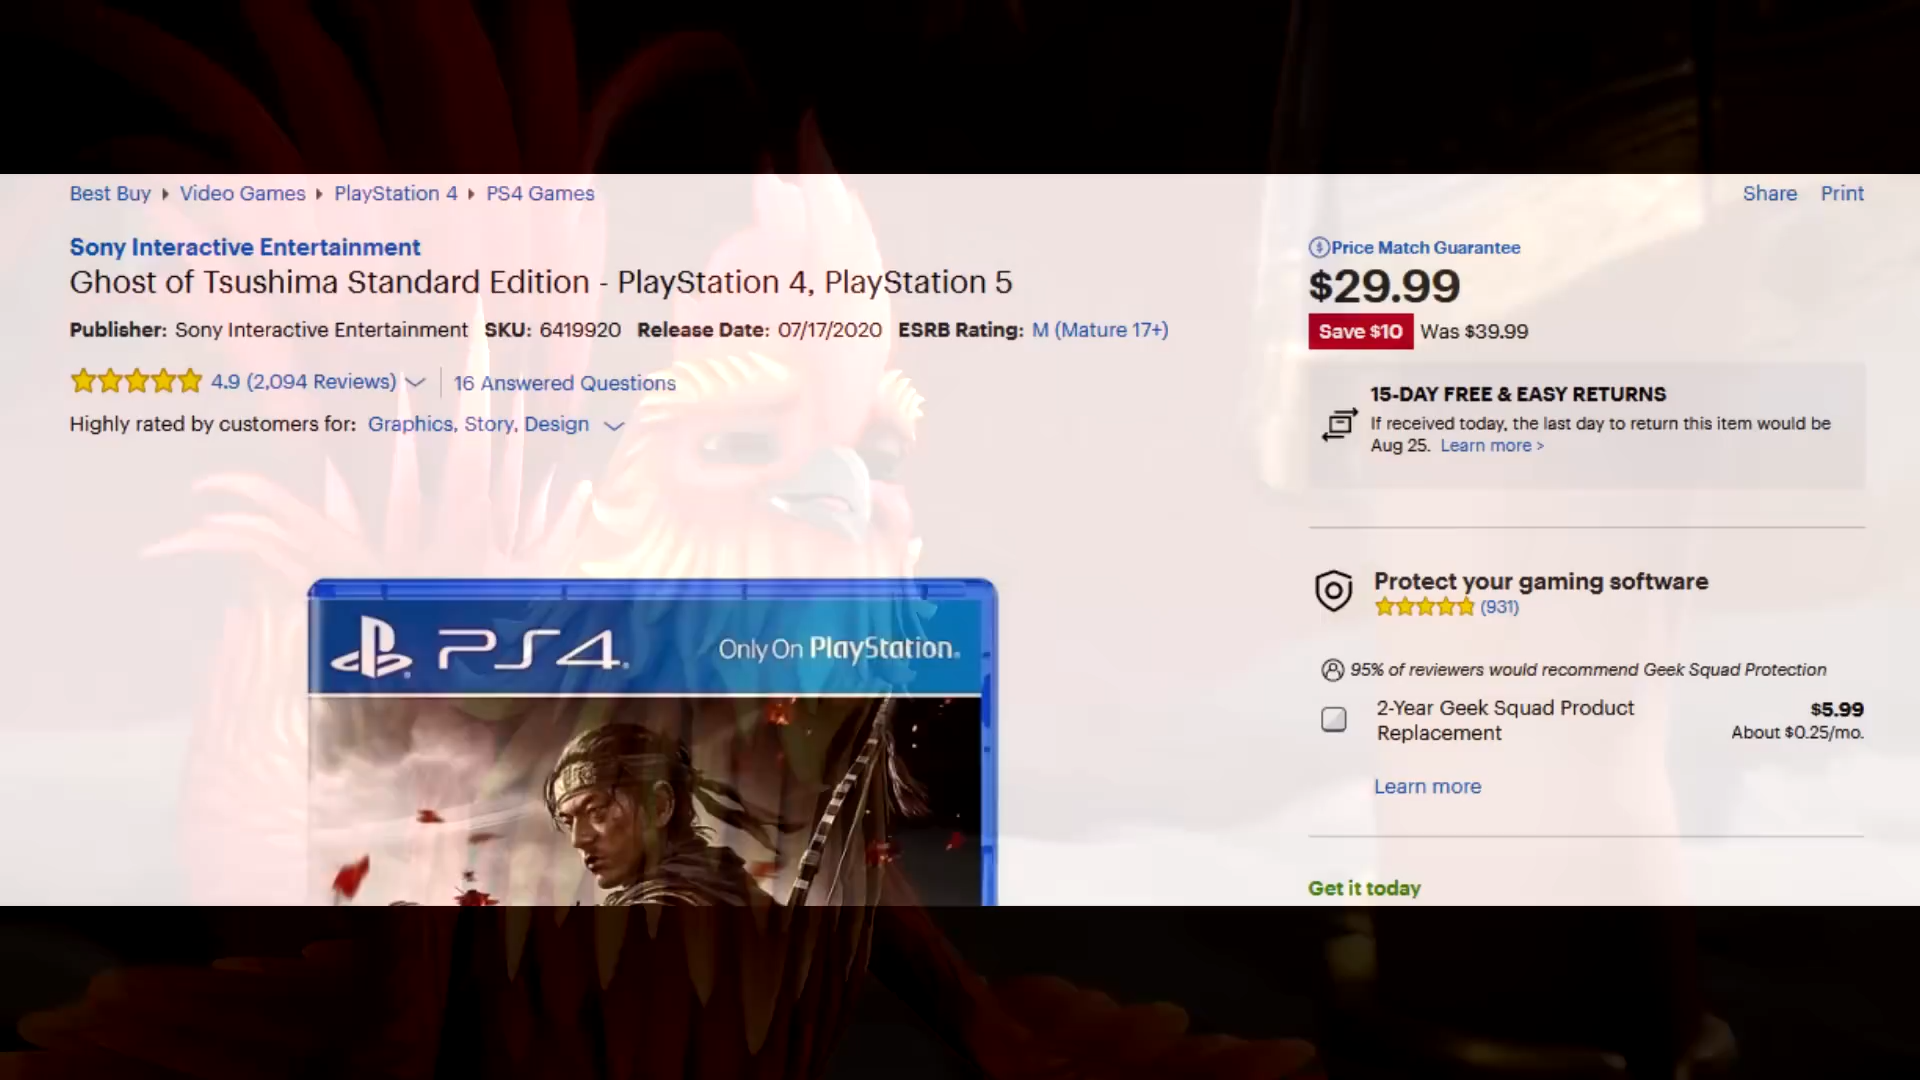 Best Buy Video Games PlayStation 4 PS4 Games
Share Print
Sony Interactive Entertainment
Ghost of Tsushima Standard Edition - PlayStation 4, PlayStation 5
Publisher: Sony Interactive Entertainment SKU: 6419920 Release Date: 07/17/2020 ESRB Rating: M (Mature 17+)
4.9 (2,094 Reviews) 16 Answered Questions
Highly rated by customers for: Graphics, Story, Design
PS4. Only On PlayStation.
Price Match Guarantee
$29.99
Save $10 Was $39.99
15-DAY FREE & EASY RETURNS
If received today, the last day to return this item would be
Aug 25. Learn more >
Protect your gaming software
(931)
95% of reviewers would recommend Geek Squad Protection
2-Year Geek Squad Product $5.99
Replacement About $0.25/mo.
Learn more
Get it today